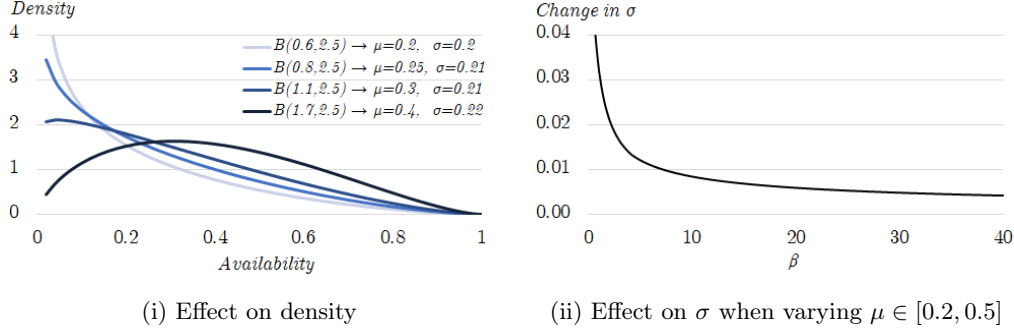 Density
4
3
2
1
0
B(0.6,2.5) → μ=0.2, σ=0.2
B(0.8,2.5) → μ=0.25, σ=0.21
B(1.1,2.5) → μ=0.3, σ=0.21
B(1.7,2.5) → μ=0.4, σ=0.22
0 0.2 0.4 0.6 0.8 1
Availability
(i) Effect on density
Change in σ
0.04
0.03
0.02
0.01
0.00
0 10 20 30 40
β
(ii) Effect on σ when varying μ ∈ [0.2, 0.5]